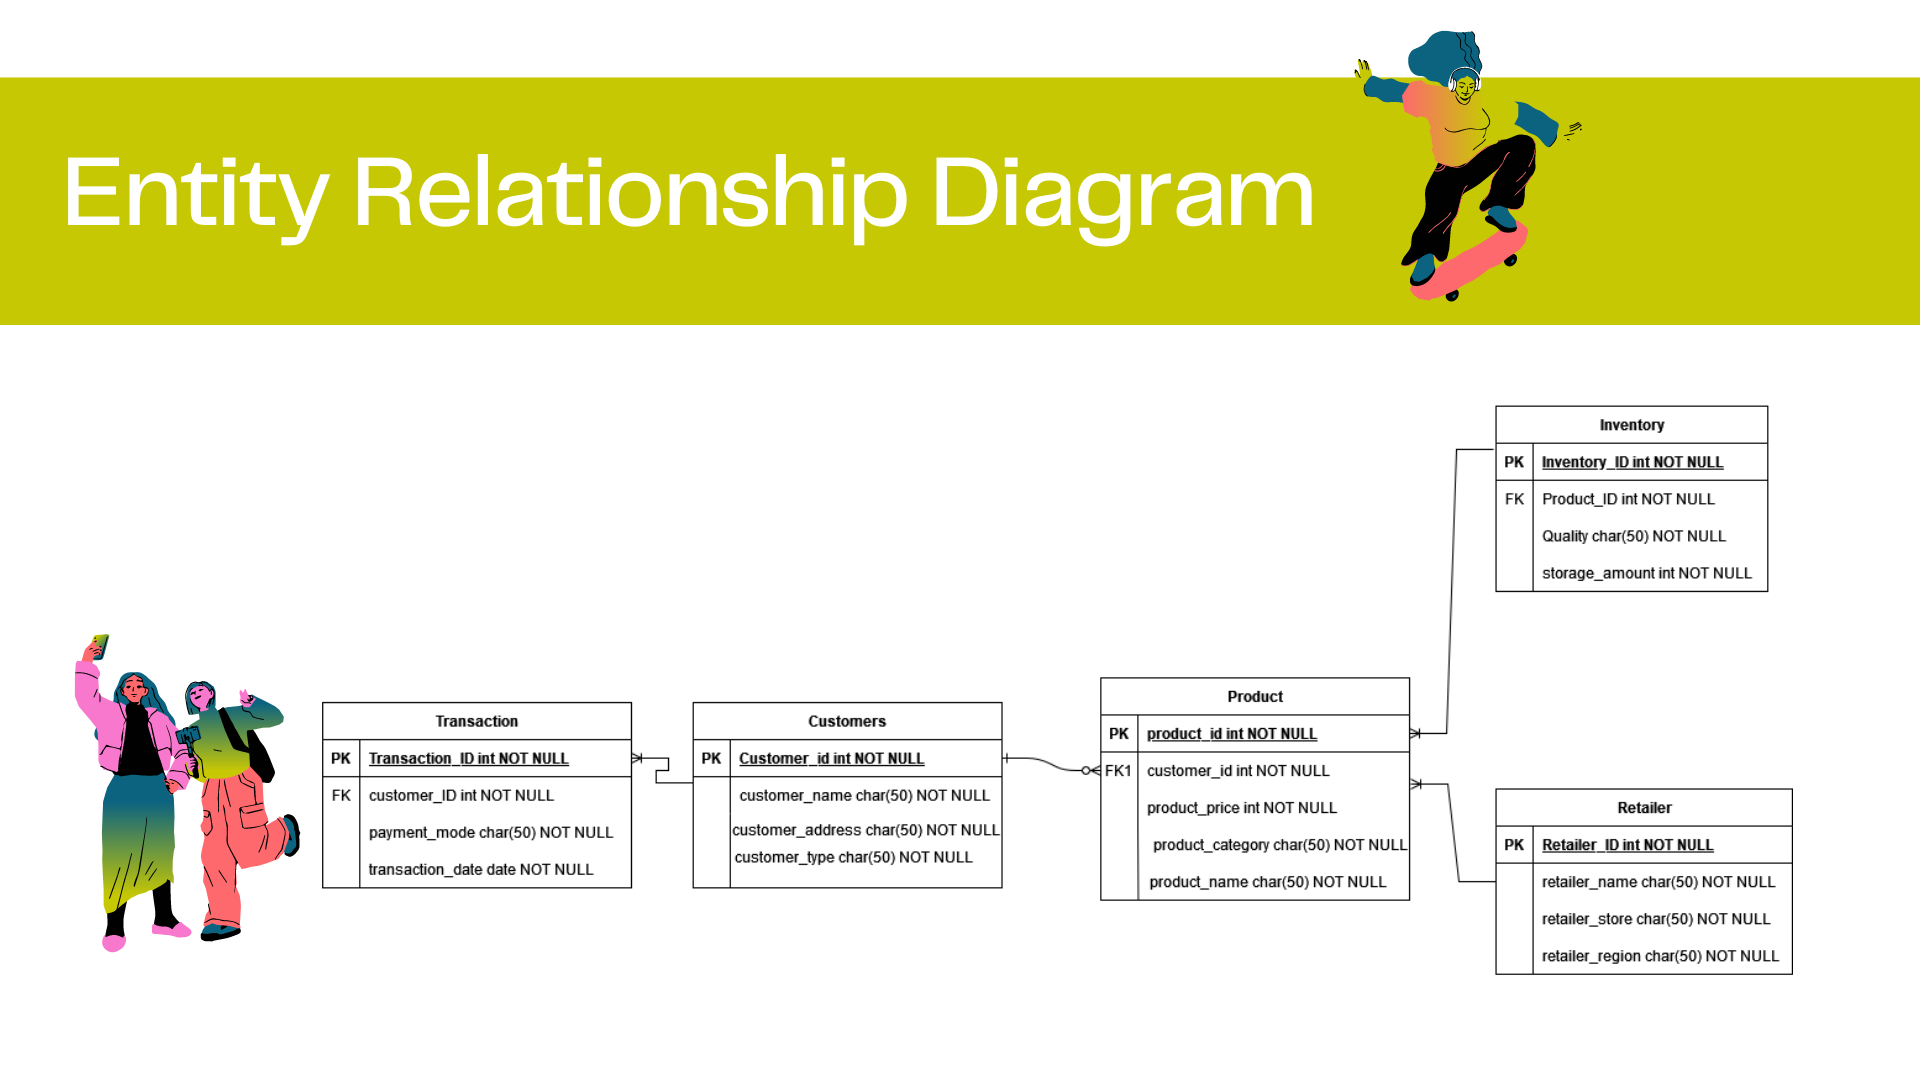 Entity Relationship Diagram
Inventory
PK Inventory_ID int NOT NULL
FK Product_ID int NOT NULL
Quality char(50) NOT NULL
storage_amount int NOT NULL
Transaction
PK Transaction_ID int NOT NULL
FK customer_ID int NOT NULL
payment_mode char(50) NOT NULL
transaction_date date NOT NULL
Customers
PK Customer_id int NOT NULL
customer_name char(50) NOT NULL
customer_address char(50) NOT NULL
customer_type char(50) NOT NULL
Product
PK product_id int NOT NULL
FK1 customer_id int NOT NULL
product_price int NOT NULL
product_category char(50) NOT NULL
product_name char(50) NOT NULL
Retailer
PK Retailer_ID int NOT NULL
retailer_name char(50) NOT NULL
retailer_store char(50) NOT NULL
retailer_region char(50) NOT NULL